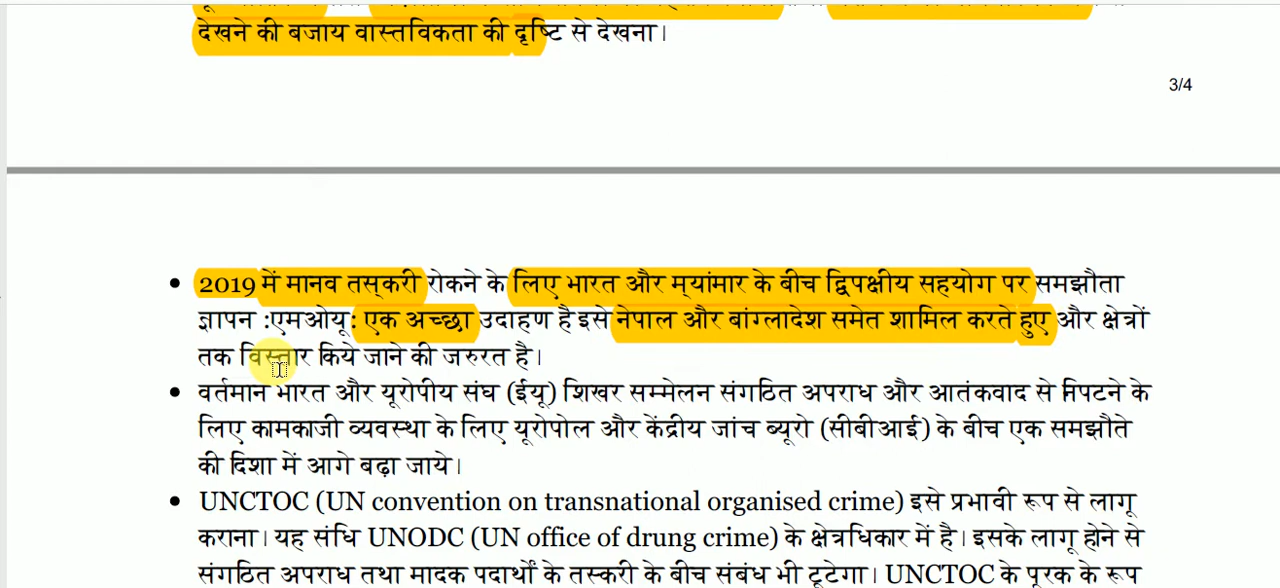 देखने की बजाय वास्तविकता की दृष्टि से देखना।
3/4
• 2019 में मानव तस्करी रोकने के लिए भारत और म्यांमार के बीच द्विपक्षीय सहयोग पर समझौता
ज्ञापन :एमओयू: एक अच्छा उदाहण है इसे नेपाल और बांग्लादेश समेत शामिल करते हुए और क्षेत्रों
तक विस्तार किये जाने की जरुरत है।
• वर्तमान भारत और यूरोपीय संघ (ईयू) शिखर सम्मेलन संगठित अपराध और आतंकवाद से निपटने के
लिए कामकाजी व्यवस्था के लिए यूरोपोल और केंद्रीय जांच ब्यूरो (सीबीआई) के बीच एक समझौते
की दिशा में आगे बढ़ा जाये।
• UNCTOC (UN convention on transnational organised crime) इसे प्रभावी रूप से लागू
कराना। यह संधि UNODC (UN office of drung crime) के क्षेत्रधिकार में है। इसके लागू होने से
संगठित अपराध तथा मादक पदार्थों के तस्करी के बीच संबंध भी टूटेगा। UNCTOC के पूरक के रूप